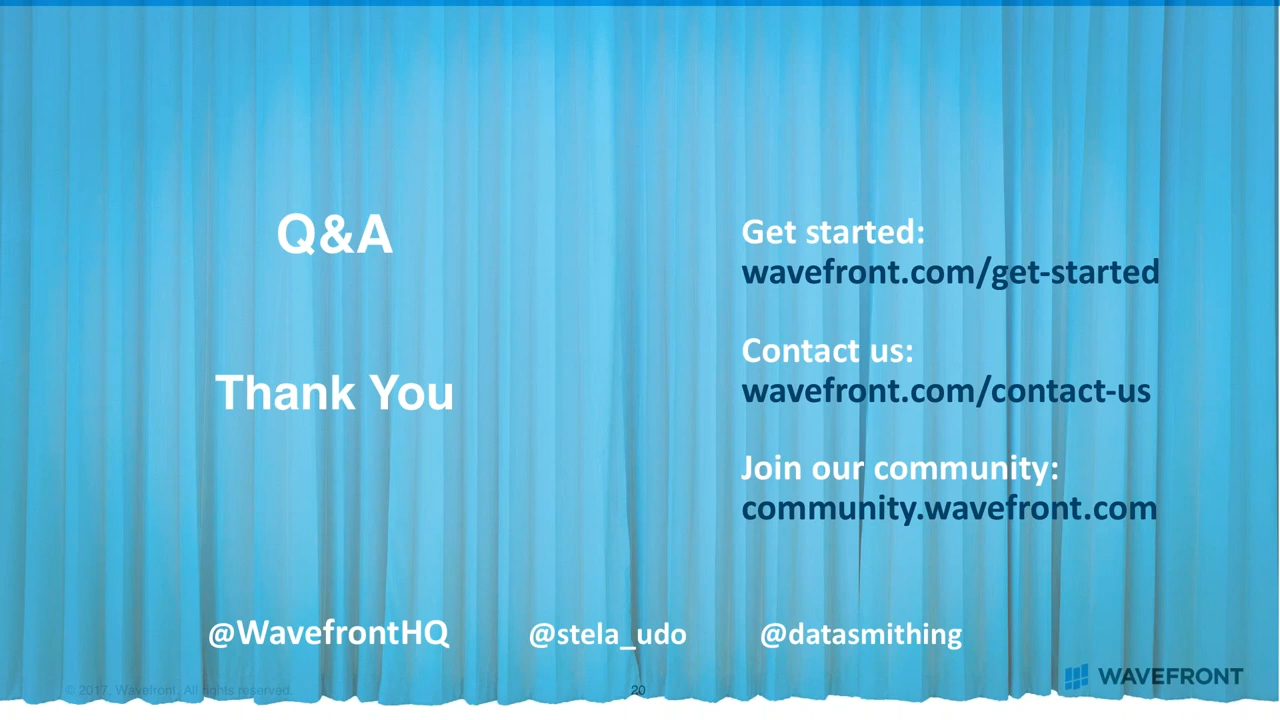 Q&A
Thank You
Get started:
wavefront.com/get-started
Contact us:
wavefront.com/contact-us
Join our community:
community.wavefront.com
@WavefrontHQ
@stela_udo
@datasmithing
© 2017, Wavefront. All rights reserved.
20
WAVEFRONT